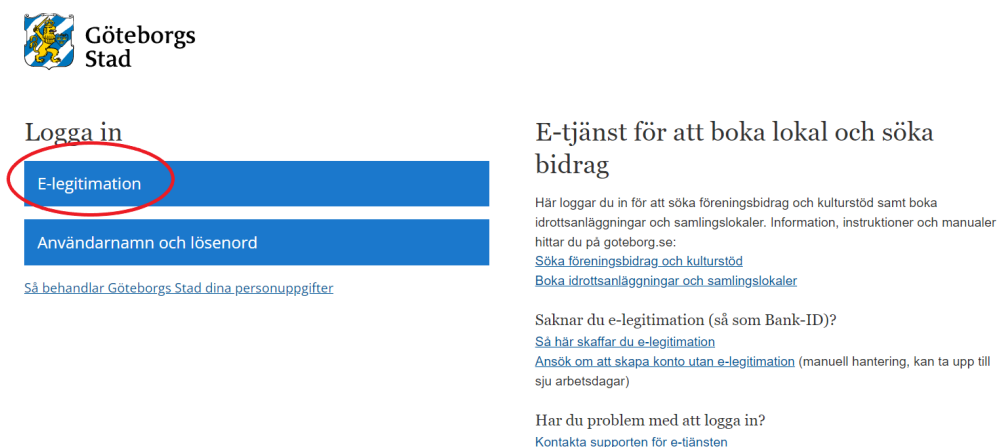 Göteborgs
Stad
Logga in
E-legitimation
Användarnamn och lösenord
Så behandlar Göteborgs Stad dina personuppgifter
E-tjänst för att boka lokal och söka
bidrag
Här loggar du in för att söka föreningsbidrag och kulturstöd samt boka
idrottsanläggningar och samlingslokaler. Information, instruktioner och manualer
hittar du på goteborg.se:
Söka föreningsbidrag och kulturstöd
Boka idrottsanläggningar och samlingslokaler
Saknar du e-legitimation (så som Bank-ID)?
Så här skaffar du e-legitimation
Ansök om att skapa konto utan e-legitimation (manuell hantering, kan ta upp till
sju arbetsdagar)
Har du problem med att logga in?
Kontakta supporten för e-tjänsten